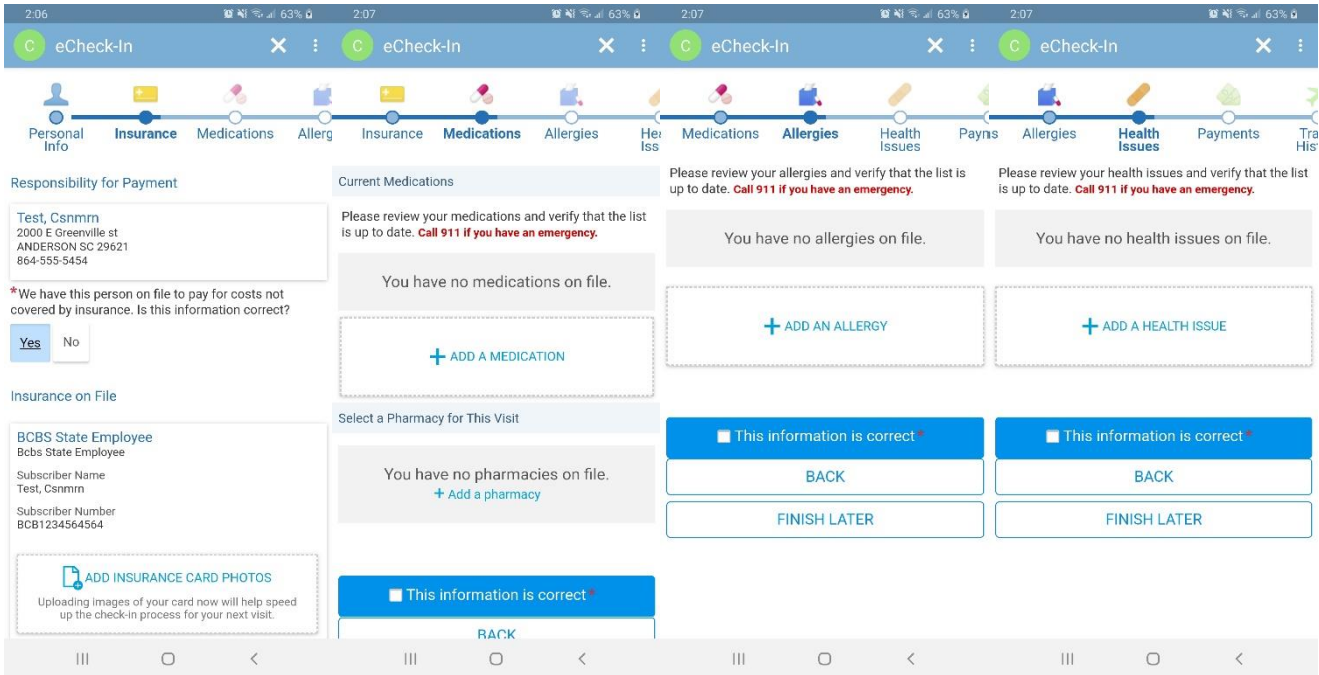 2:06
63%
C
eCheck-In
Personal
Info
Insurance
Medications
Allerg
Responsibility for Payment
Test, Csnmrn
2000 E Greenville st
ANDERSON SC 29621
864-555-5454
*We have this person on file to pay for costs not
covered by insurance. Is this information correct?
Yes
No
Insurance on File
BCBS State Employee
Bcbs State Employee
Subscriber Name
Test, Csnmrn
Subscriber Number
BCB1234564564
ADD INSURANCE CARD PHOTOS
Uploading images of your card now will help speed
up the check-in process for your next visit.
2:07
63%
C
eCheck-In
Insurance
Medications
Allergies
Hea
Iss
Current Medications
Please review your medications and verify that the list
is up to date. Call 911 if you have an emergency.
You have no medications on file.
+ ADD A MEDICATION
Select a Pharmacy for This Visit
You have no pharmacies on file.
+ Add a pharmacy
This information is correct*
BACK
2:07
63%
C
eCheck-In
Medications
Allergies
Health
Issues
Paym
Please review your allergies and verify that the list is
up to date. Call 911 if you have an emergency.
You have no allergies on file.
+ ADD AN ALLERGY
This information is correct*
BACK
FINISH LATER
2:07
63%
C
eCheck-In
s
Allergies
Health
Issues
Payments
Tra
Hist
Please review your health issues and verify that the list
is up to date. Call 911 if you have an emergency.
You have no health issues on file.
+ ADD A HEALTH ISSUE
This information is correct*
BACK
FINISH LATER